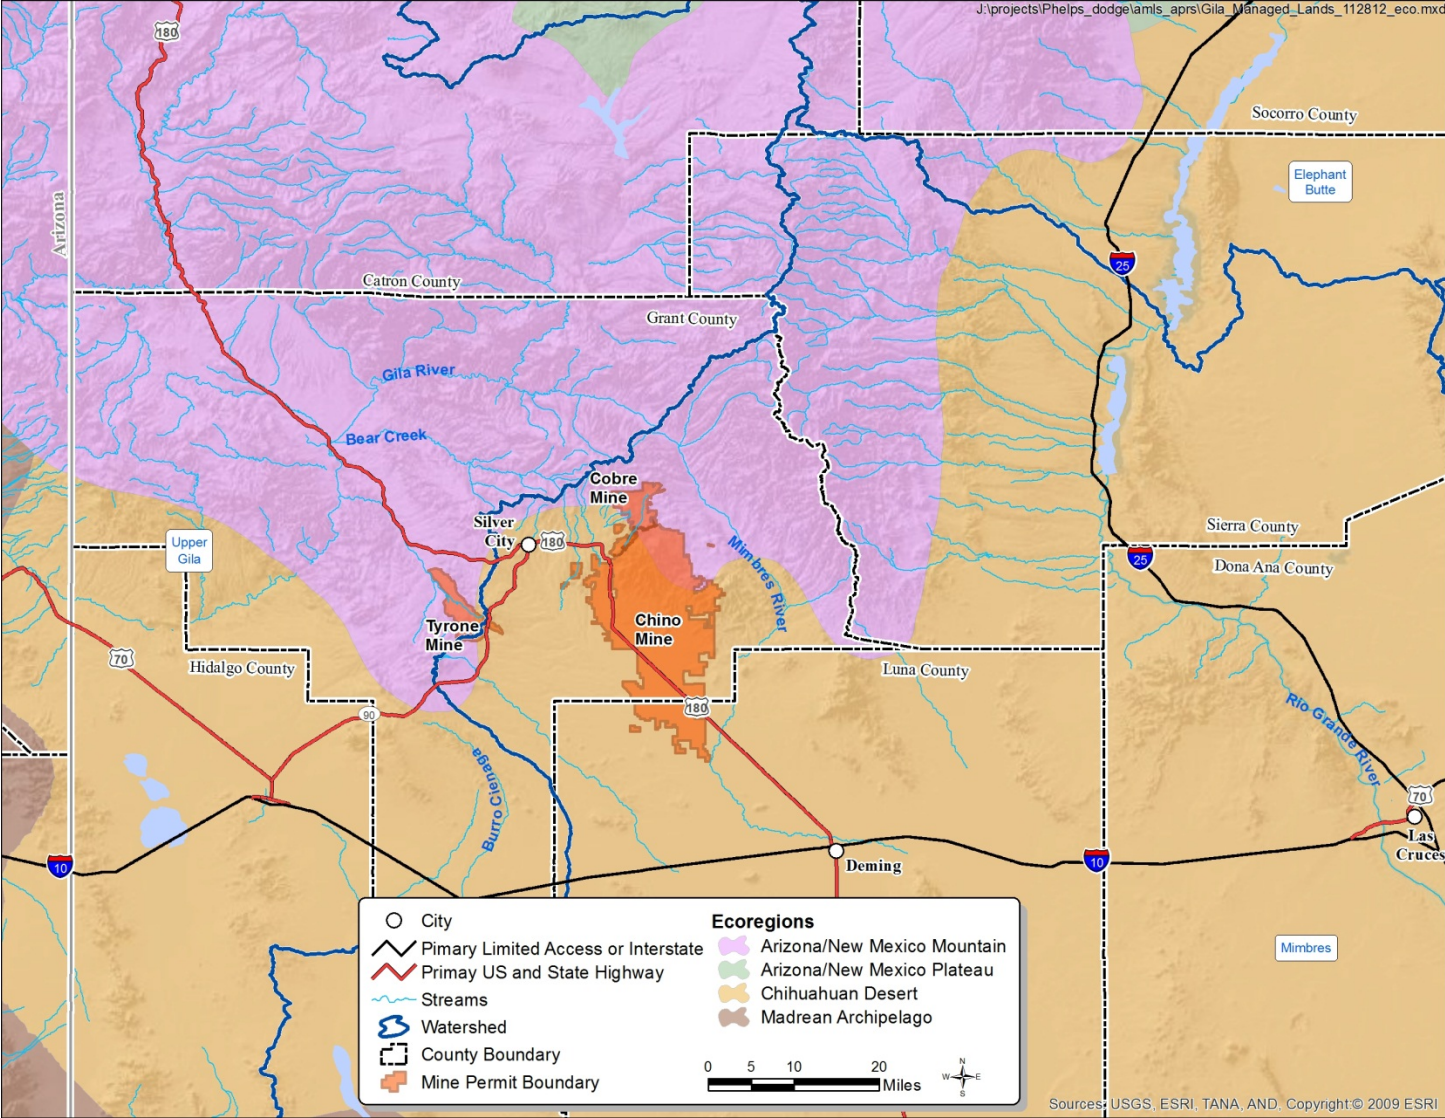 J:\projects\Phelps_dodge\amls_aprs\Gila_Managed_Lands_112812_eco.mxd
180
Socorro County
Elephant
Butte
Arizona
25
Catron County
Grant County
Gila River
Bear Creek
Cobre
Mine
Silver
City
180
Sierra County
Upper
Gila
Mimbres River
25
Dona Ana County
Tyrone
Mine
Chino
Mine
70
Hidalgo County
Luna County
90
180
Rio Grande River
Burro Cienaga
70
Las
Cruces
10
Deming
10
City
Pimary Limited Access or Interstate
Primay US and State Highway
Streams
Watershed
County Boundary
Mine Permit Boundary
Ecoregions
Arizona/New Mexico Mountain
Arizona/New Mexico Plateau
Chihuahuan Desert
Madrean Archipelago
0 5 10 20
Miles
N
W E
S
Mimbres
Sources: USGS, ESRI, TANA, AND, Copyright:© 2009 ESRI